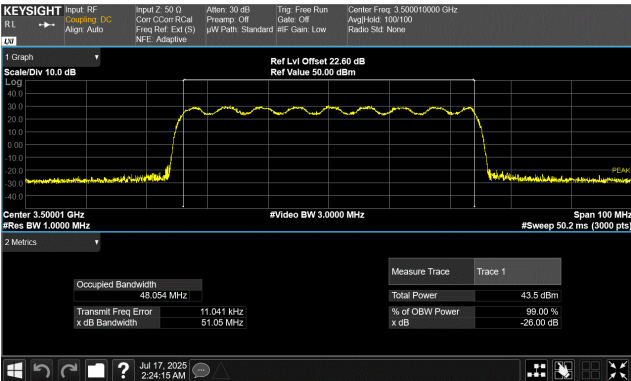 KEYSIGHT
RL
LXI
Input: RF
Coupling: DC
Align: Auto
Input Z: 50 Ω
Corr CCorr RCal
Freq Ref: Ext (S)
NFE: Adaptive
Atten: 30 dB
Preamp: Off
µW Path: Standard
Trig: Free Run
Gate: Off
#IF Gain: Low
Center Freq: 3.500010000 GHz
Avg|Hold: 100/100
Radio Std: None
1 Graph
Scale/Div 10.0 dB
Ref Lvl Offset 22.60 dB
Ref Value 50.00 dBm
Log
40.0
30.0
20.0
10.0
0.00
-10.0
-20.0
-30.0
-40.0
PEAK
Center 3.50001 GHz
#Video BW 3.0000 MHz
Span 100 MHz
#Res BW 1.0000 MHz
#Sweep 50.2 ms (3000 pts)
2 Metrics
Occupied Bandwidth
48.054 MHz
Transmit Freq Error 11.041 kHz
x dB Bandwidth 51.05 MHz
Measure Trace Trace 1
Total Power 43.5 dBm
% of OBW Power 99.00 %
x dB -26.00 dB
?
Jul 17, 2025
2:24:15 AM